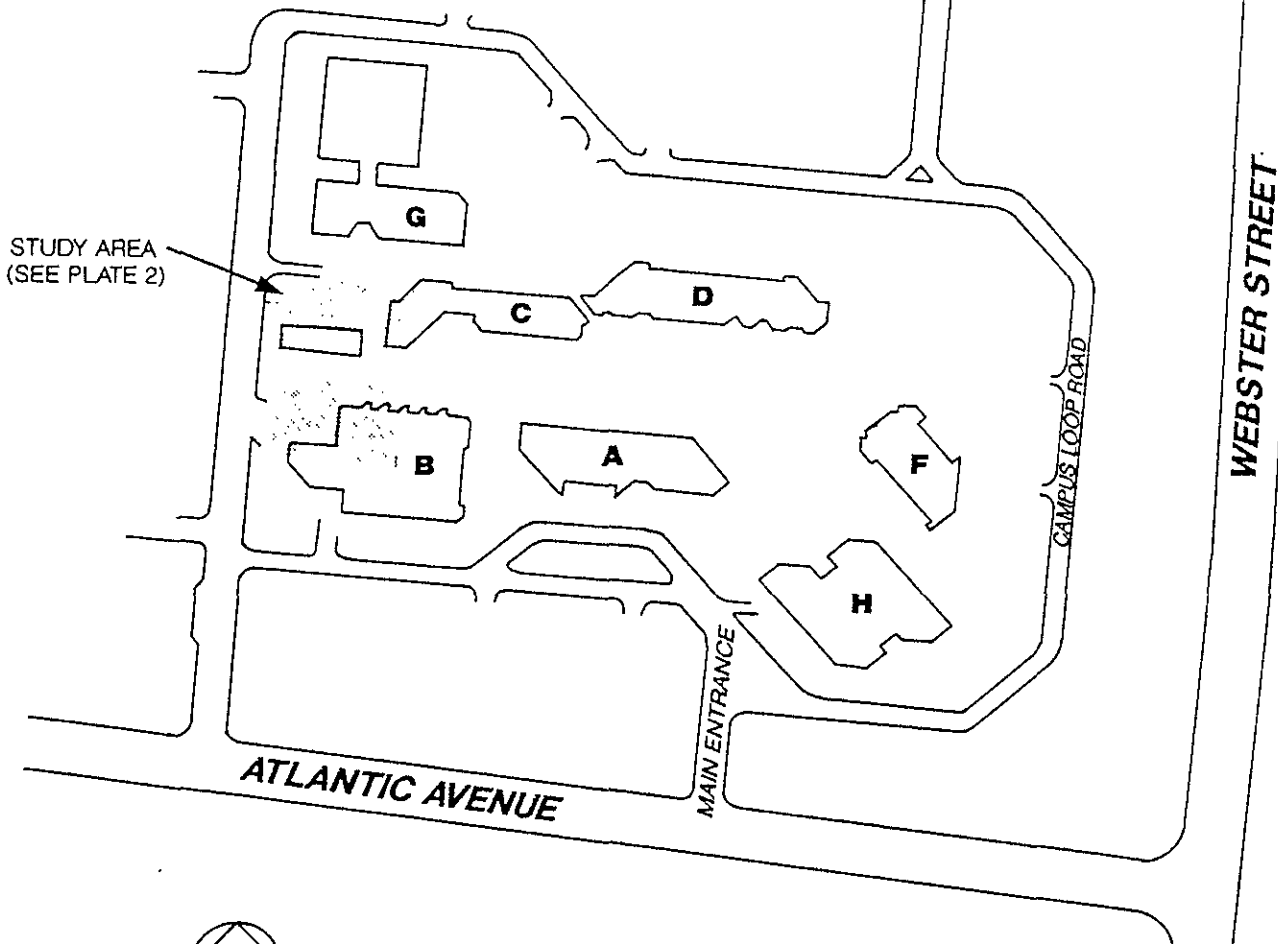 G
STUDY AREA
(SEE PLATE 2)
D
C
WEBSTER STREET
CAMPUS LOOP ROAD
A
B
F
H
MAIN ENTRANCE
ATLANTIC AVENUE